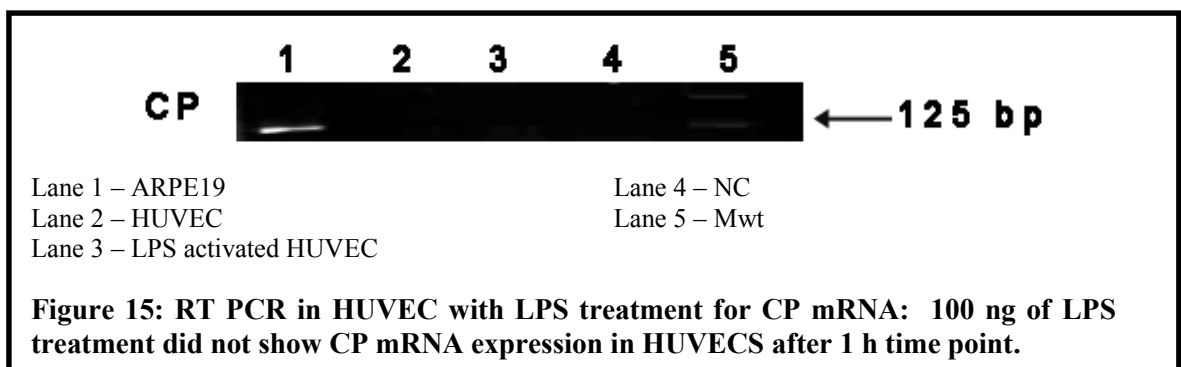 1 2 3 4 5
CP 125 bp
Lane 1 – ARPE19 Lane 4 – NC
Lane 2 – HUVEC Lane 5 – Mwt
Lane 3 – LPS activated HUVEC
Figure 15: RT PCR in HUVEC with LPS treatment for CP mRNA: 100 ng of LPS
treatment did not show CP mRNA expression in HUVECS after 1 h time point.